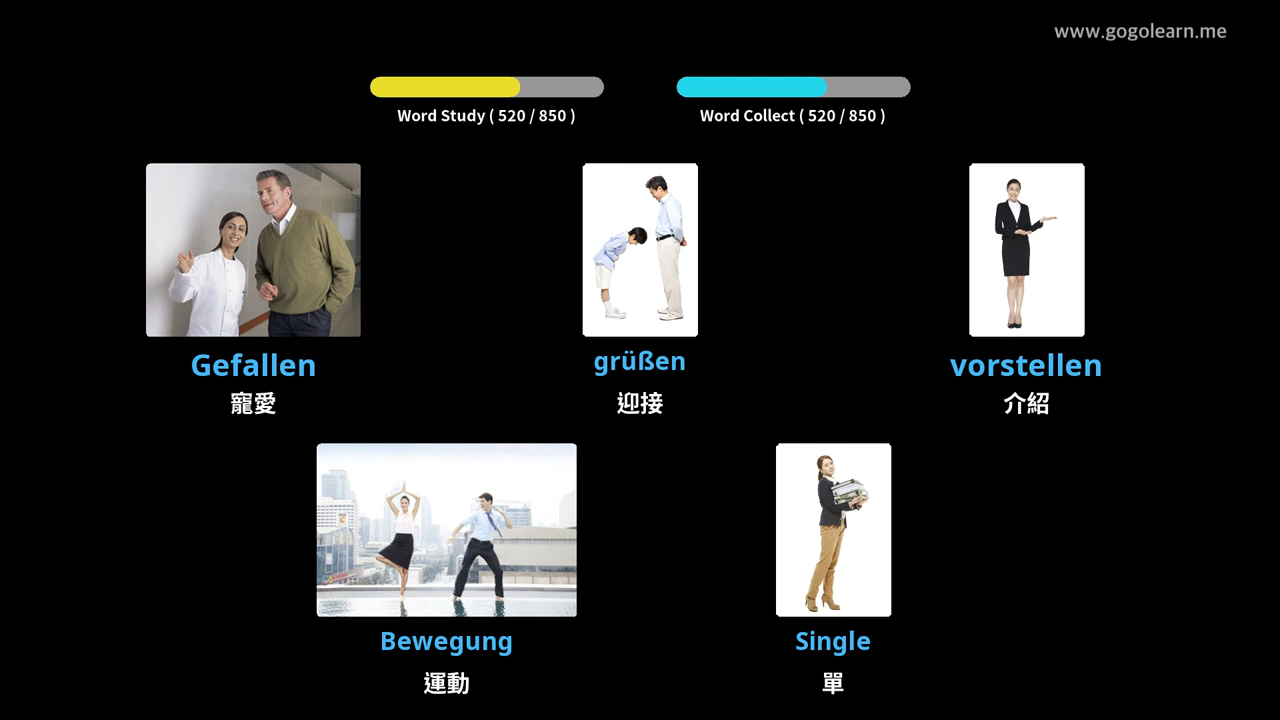 www.gogolearn.me
Word Study ( 520 / 850 )
Word Collect ( 520 / 850 )
Gefallen
寵愛
grüßen
迎接
vorstellen
介紹
Bewegung
運動
Single
單